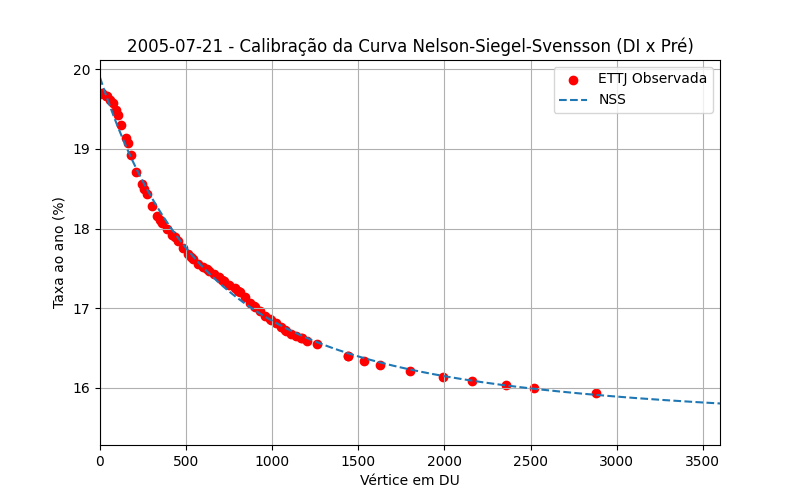 2005-07-21 - Calibração da Curva Nelson-Siegel-Svensson (DI x Pré)
ETTJ Observada
NSS
Taxa ao ano (%)
20
19
18
17
16
0 500 1000 1500 2000 2500 3000 3500
Vértice em DU